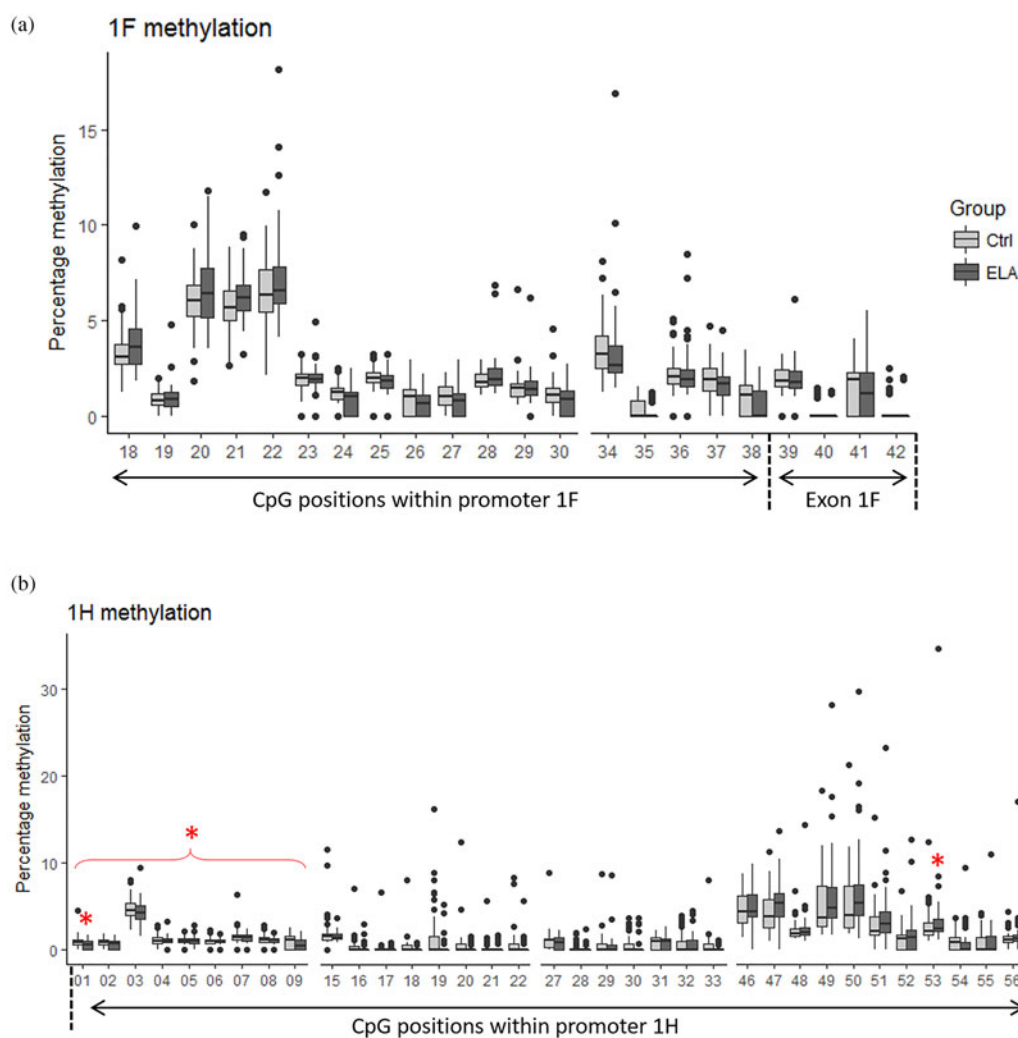 (a)
1F methylation
Percentage methylation
15
10
5
0
18 19 20 21 22 23 24 25 26 27 28 29 30 34 35 36 37 38 39 40 41 42
CpG positions within promoter 1F
Exon 1F
Group
Ctrl
ELA
(b)
1H methylation
Percentage methylation
30
20
10
0
*
*
*
01 02 03 04 05 06 07 08 09 15 16 17 18 19 20 21 22 27 28 29 30 31 32 33 46 47 48 49 50 51 52 53 54 55 56
CpG positions within promoter 1H